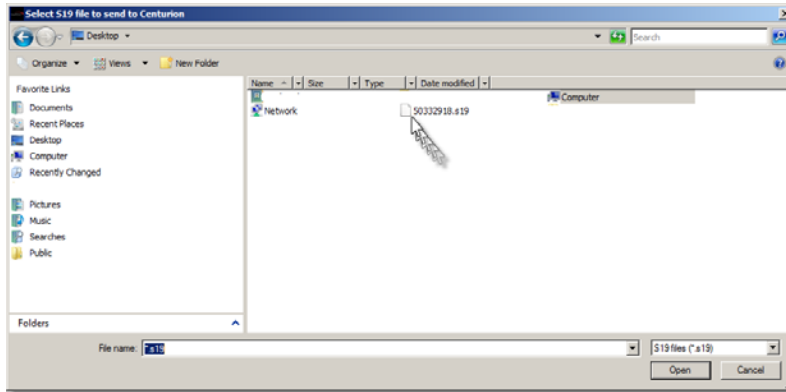 Select S19 file to send to Centurion
Desktop
Search
Organize Views New Folder
Favorite Links
Documents
Recent Places
Desktop
Computer
Recently Changed
Pictures
Music
Searches
Public
Folders
Name Size Type Date modified
Computer
Network
50332918.s19
File name: *.s19
S19 files (*.s19)
Open Cancel